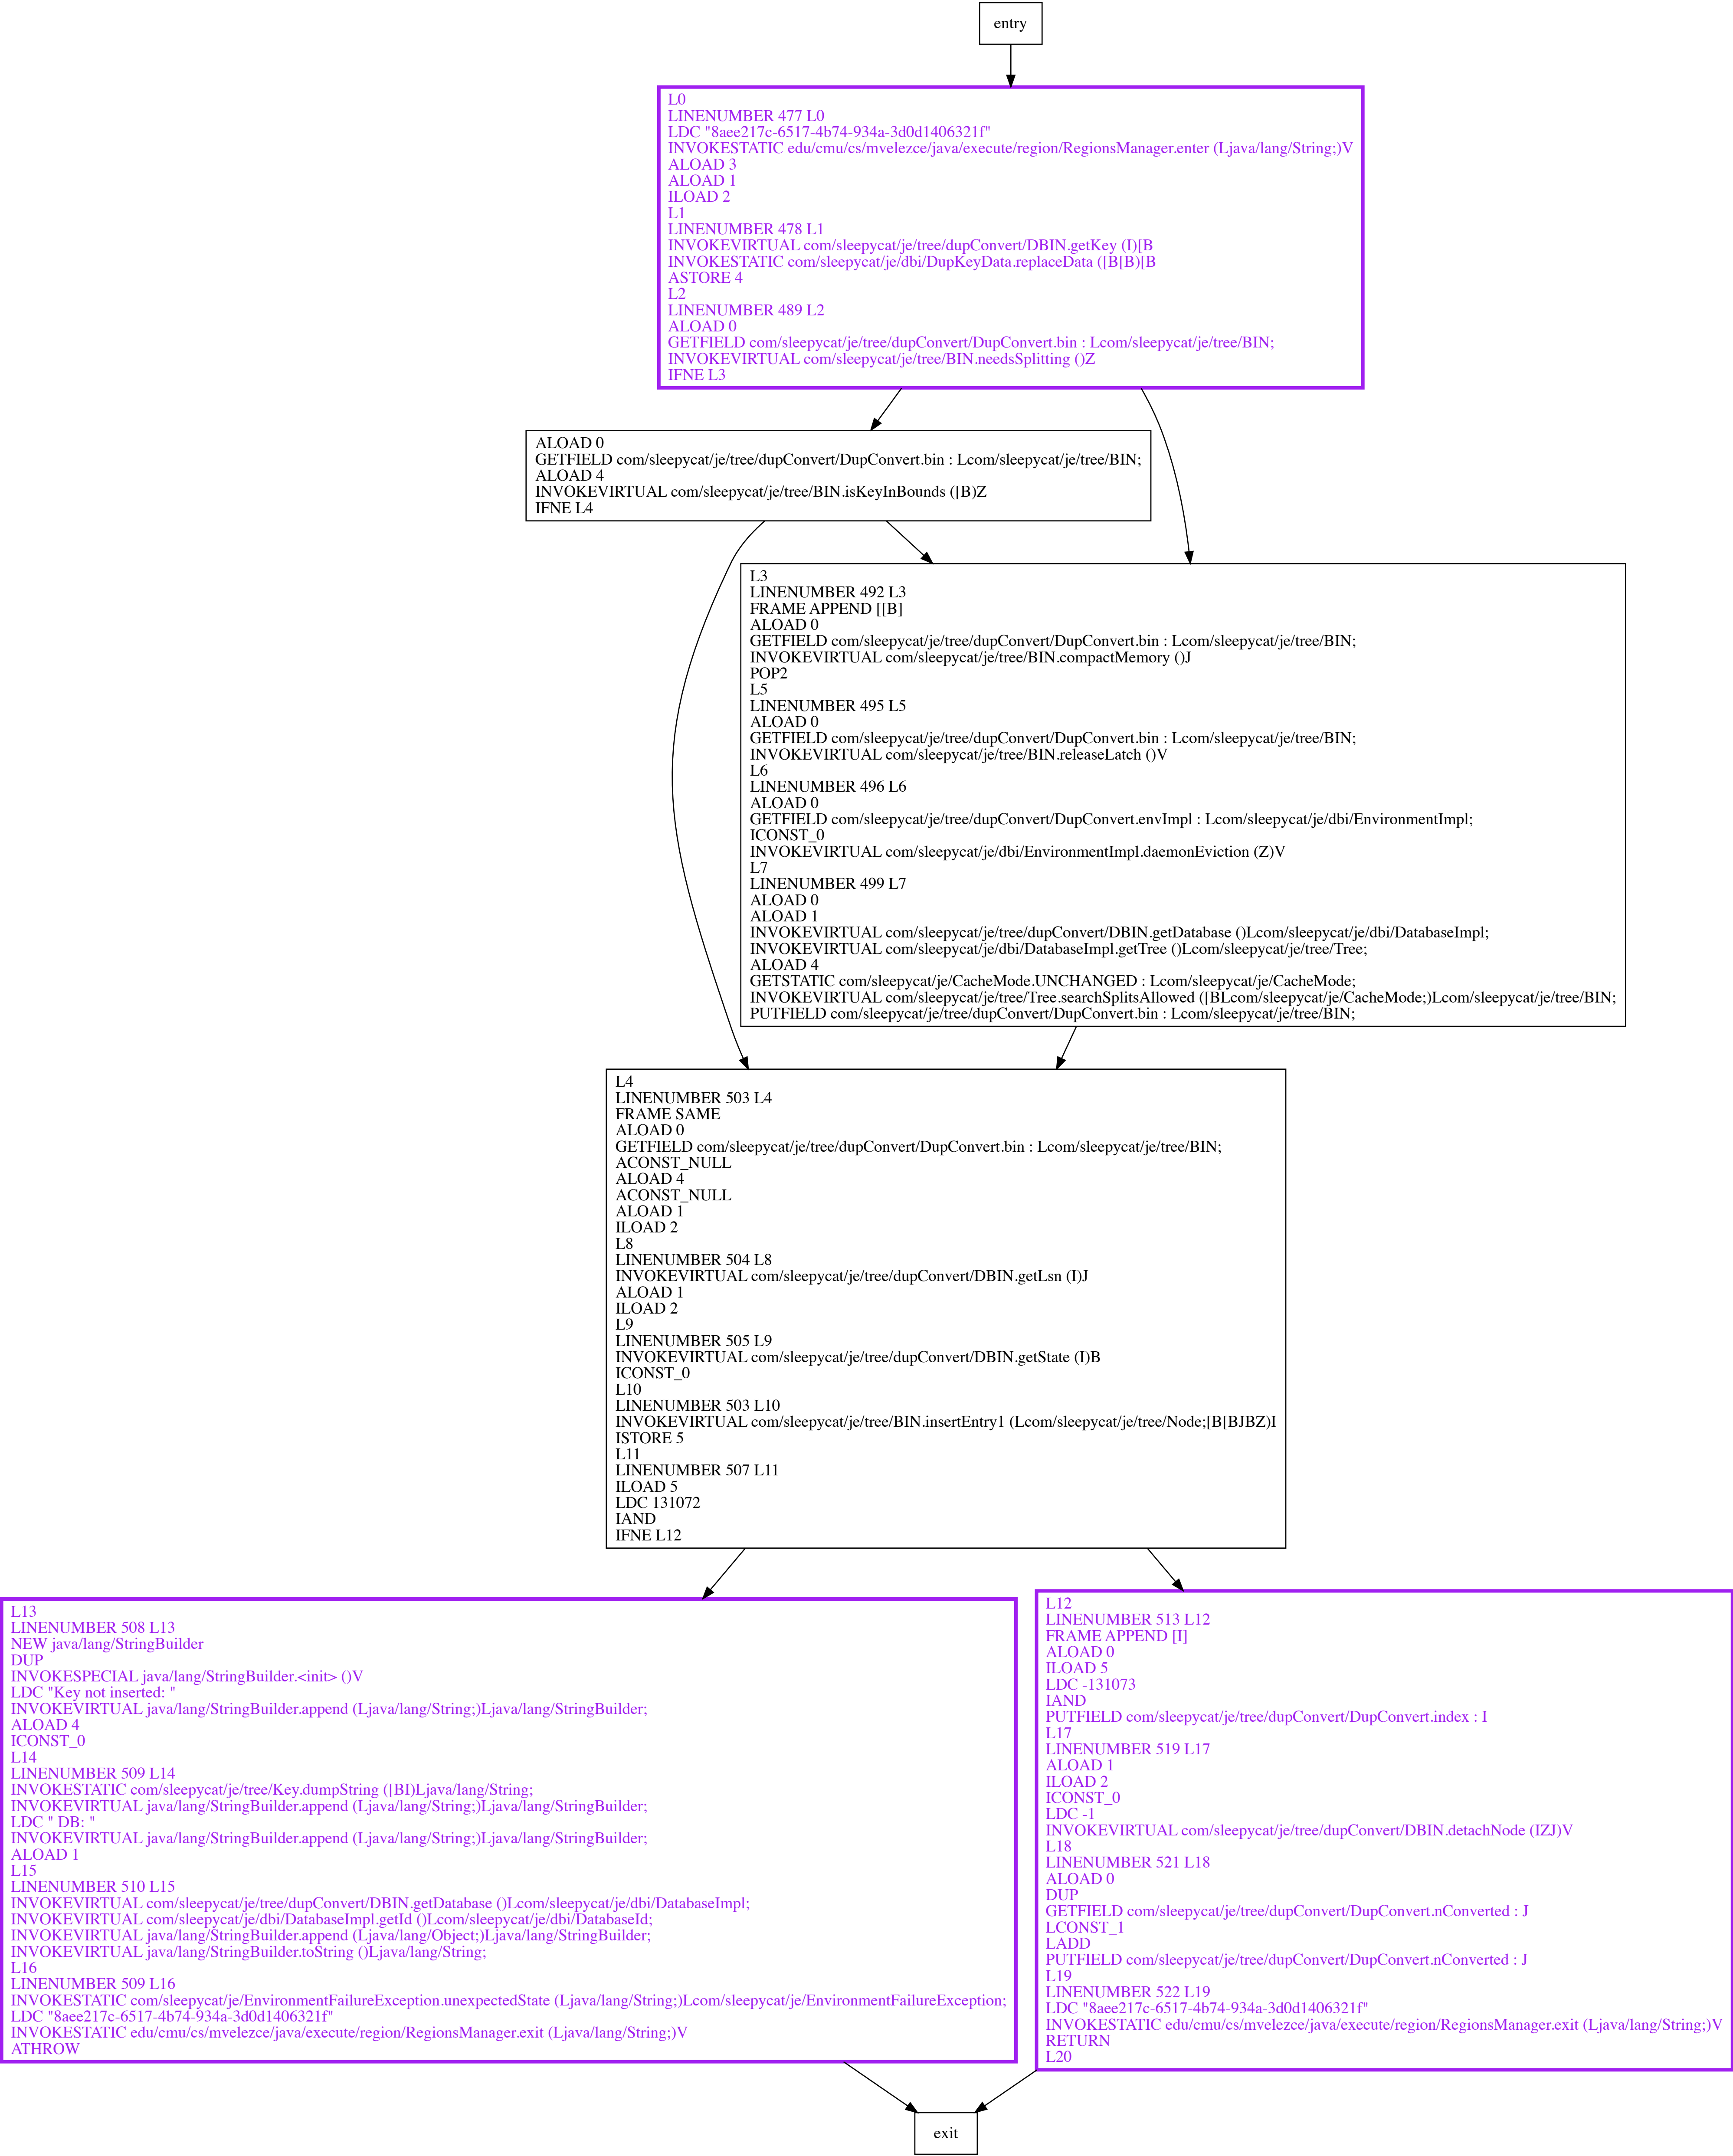 entry
L0
LINENUMBER 477 L0
LDC "8aee217c-6517-4b74-934a-3d0d1406321f"
INVOKESTATIC edu/cmu/cs/mvelezce/java/execute/region/RegionsManager.enter (Ljava/lang/String;)V
ALOAD 3
ALOAD 1
ILOAD 2
L1
LINENUMBER 478 L1
INVOKEVIRTUAL com/sleepycat/je/tree/dupConvert/DBIN.getKey (I)[B
INVOKESTATIC com/sleepycat/je/dbi/DupKeyData.replaceData ([B[B)[B
ASTORE 4
L2
LINENUMBER 489 L2
ALOAD 0
GETFIELD com/sleepycat/je/tree/dupConvert/DupConvert.bin : Lcom/sleepycat/je/tree/BIN;
INVOKEVIRTUAL com/sleepycat/je/tree/BIN.needsSplitting ()Z
IFNE L3
ALOAD 0
GETFIELD com/sleepycat/je/tree/dupConvert/DupConvert.bin : Lcom/sleepycat/je/tree/BIN;
ALOAD 4
INVOKEVIRTUAL com/sleepycat/je/tree/BIN.isKeyInBounds ([B)Z
IFNE L4
L3
LINENUMBER 492 L3
FRAME APPEND [[B]
ALOAD 0
GETFIELD com/sleepycat/je/tree/dupConvert/DupConvert.bin : Lcom/sleepycat/je/tree/BIN;
INVOKEVIRTUAL com/sleepycat/je/tree/BIN.compactMemory ()J
POP2
L5
LINENUMBER 495 L5
ALOAD 0
GETFIELD com/sleepycat/je/tree/dupConvert/DupConvert.bin : Lcom/sleepycat/je/tree/BIN;
INVOKEVIRTUAL com/sleepycat/je/tree/BIN.releaseLatch ()V
L6
LINENUMBER 496 L6
ALOAD 0
GETFIELD com/sleepycat/je/tree/dupConvert/DupConvert.envImpl : Lcom/sleepycat/je/dbi/EnvironmentImpl;
ICONST_0
INVOKEVIRTUAL com/sleepycat/je/dbi/EnvironmentImpl.daemonEviction (Z)V
L7
LINENUMBER 499 L7
ALOAD 0
ALOAD 1
INVOKEVIRTUAL com/sleepycat/je/tree/dupConvert/DBIN.getDatabase ()Lcom/sleepycat/je/dbi/DatabaseImpl;
INVOKEVIRTUAL com/sleepycat/je/dbi/DatabaseImpl.getTree ()Lcom/sleepycat/je/tree/Tree;
ALOAD 4
GETSTATIC com/sleepycat/je/CacheMode.UNCHANGED : Lcom/sleepycat/je/CacheMode;
INVOKEVIRTUAL com/sleepycat/je/tree/Tree.searchSplitsAllowed ([BLcom/sleepycat/je/CacheMode;)Lcom/sleepycat/je/tree/BIN;
PUTFIELD com/sleepycat/je/tree/dupConvert/DupConvert.bin : Lcom/sleepycat/je/tree/BIN;
L4
LINENUMBER 503 L4
FRAME SAME
ALOAD 0
GETFIELD com/sleepycat/je/tree/dupConvert/DupConvert.bin : Lcom/sleepycat/je/tree/BIN;
ACONST_NULL
ALOAD 4
ACONST_NULL
ALOAD 1
ILOAD 2
L8
LINENUMBER 504 L8
INVOKEVIRTUAL com/sleepycat/je/tree/dupConvert/DBIN.getLsn (I)J
ALOAD 1
ILOAD 2
L9
LINENUMBER 505 L9
INVOKEVIRTUAL com/sleepycat/je/tree/dupConvert/DBIN.getState (I)B
ICONST_0
L10
LINENUMBER 503 L10
INVOKEVIRTUAL com/sleepycat/je/tree/BIN.insertEntry1 (Lcom/sleepycat/je/tree/Node;[B[BJBZ)I
ISTORE 5
L11
LINENUMBER 507 L11
ILOAD 5
LDC 131072
IAND
IFNE L12
L13
LINENUMBER 508 L13
NEW java/lang/StringBuilder
DUP
INVOKESPECIAL java/lang/StringBuilder.<init> ()V
LDC "Key not inserted: "
INVOKEVIRTUAL java/lang/StringBuilder.append (Ljava/lang/String;)Ljava/lang/StringBuilder;
ALOAD 4
ICONST_0
L14
LINENUMBER 509 L14
INVOKESTATIC com/sleepycat/je/tree/Key.dumpString ([BI)Ljava/lang/String;
INVOKEVIRTUAL java/lang/StringBuilder.append (Ljava/lang/String;)Ljava/lang/StringBuilder;
LDC " DB: "
INVOKEVIRTUAL java/lang/StringBuilder.append (Ljava/lang/String;)Ljava/lang/StringBuilder;
ALOAD 1
L15
LINENUMBER 510 L15
INVOKEVIRTUAL com/sleepycat/je/tree/dupConvert/DBIN.getDatabase ()Lcom/sleepycat/je/dbi/DatabaseImpl;
INVOKEVIRTUAL com/sleepycat/je/dbi/DatabaseImpl.getId ()Lcom/sleepycat/je/dbi/DatabaseId;
INVOKEVIRTUAL java/lang/StringBuilder.append (Ljava/lang/Object;)Ljava/lang/StringBuilder;
INVOKEVIRTUAL java/lang/StringBuilder.toString ()Ljava/lang/String;
L16
LINENUMBER 509 L16
INVOKESTATIC com/sleepycat/je/EnvironmentFailureException.unexpectedState (Ljava/lang/String;)Lcom/sleepycat/je/EnvironmentFailureException;
LDC "8aee217c-6517-4b74-934a-3d0d1406321f"
INVOKESTATIC edu/cmu/cs/mvelezce/java/execute/region/RegionsManager.exit (Ljava/lang/String;)V
ATHROW
L12
LINENUMBER 513 L12
FRAME APPEND [I]
ALOAD 0
ILOAD 5
LDC -131073
IAND
PUTFIELD com/sleepycat/je/tree/dupConvert/DupConvert.index : I
L17
LINENUMBER 519 L17
ALOAD 1
ILOAD 2
ICONST_0
LDC -1
INVOKEVIRTUAL com/sleepycat/je/tree/dupConvert/DBIN.detachNode (IZJ)V
L18
LINENUMBER 521 L18
ALOAD 0
DUP
GETFIELD com/sleepycat/je/tree/dupConvert/DupConvert.nConverted : J
LCONST_1
LADD
PUTFIELD com/sleepycat/je/tree/dupConvert/DupConvert.nConverted : J
L19
LINENUMBER 522 L19
LDC "8aee217c-6517-4b74-934a-3d0d1406321f"
INVOKESTATIC edu/cmu/cs/mvelezce/java/execute/region/RegionsManager.exit (Ljava/lang/String;)V
RETURN
L20
exit